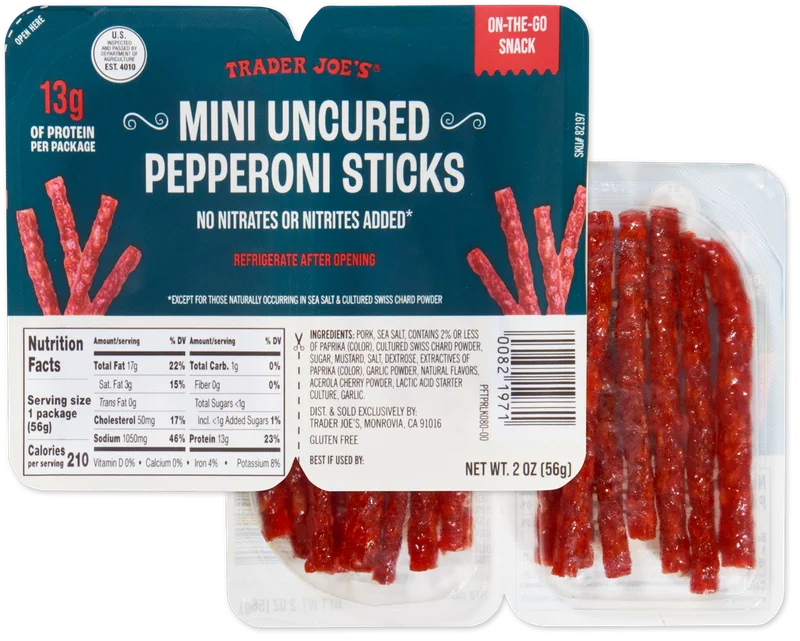 OPEN HERE
U.S.
INSPECTED
AND PASSED BY
DEPARTMENT OF
AGRICULTURE
EST. 4010
ON-THE-GO
SNACK
TRADER JOE'S®
13g
OF PROTEIN
PER PACKAGE
MINI UNCURED
PEPPERONI STICKS
SKU# 82197
NO NITRATES OR NITRITES ADDED*
REFRIGERATE AFTER OPENING
*EXCEPT FOR THOSE NATURALLY OCCURRING IN SEA SALT & CULTURED SWISS CHARD POWDER
Nutrition
Facts
Serving size
1 package
(56g)
Calories
per serving 210
Amount/serving % DV Amount/serving % DV
Total Fat 17g 22% Total Carb. 1g 0%
Sat. Fat 3g 15% Fiber 0g 0%
Trans Fat 0g Total Sugars <1g
Cholesterol 50mg 17% Incl. <1g Added Sugars 1%
Sodium 1050mg 46% Protein 13g 23%
Vitamin D 0% • Calcium 0% • Iron 4% • Potassium 8%
INGREDIENTS: PORK, SEA SALT, CONTAINS 2% OR LESS
OF PAPRIKA (COLOR), CULTURED SWISS CHARD POWDER,
SUGAR, MUSTARD, SALT, DEXTROSE, EXTRACTIVES OF
PAPRIKA (COLOR), GARLIC POWDER, NATURAL FLAVORS,
ACEROLA CHERRY POWDER, LACTIC ACID STARTER
CULTURE, GARLIC.
DIST. & SOLD EXCLUSIVELY BY:
TRADER JOE'S, MONROVIA, CA 91016
GLUTEN FREE
BEST IF USED BY:
PFTPRLK080-00
0082 1971
NET WT. 2 OZ (56g)